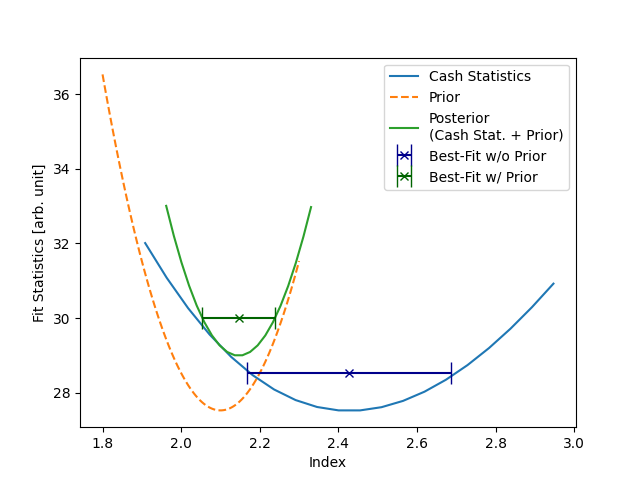 Fit Statistics [arb. unit]
36
34
32
30
28
1.8 2.0 2.2 2.4 2.6 2.8 3.0
Index
Cash Statistics
Prior
Posterior
(Cash Stat. + Prior)
Best-Fit w/o Prior
Best-Fit w/ Prior